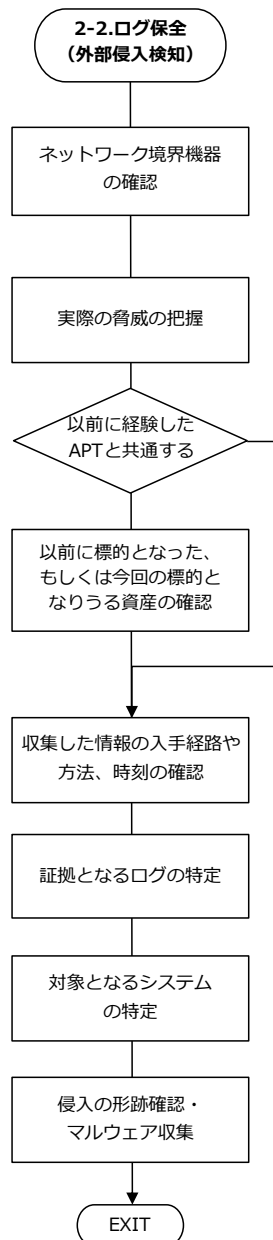 2-2.ログ保全
（外部侵入検知）
ネットワーク境界機器
の確認
実際の脅威の把握
以前に経験した
APTと共通する
以前に標的となった、
もしくは今回の標的と
なりうる資産の確認
収集した情報の入手経路や
方法、時刻の確認
証拠となるログの特定
対象となるシステム
の特定
侵入の形跡確認・
マルウェア収集
EXIT